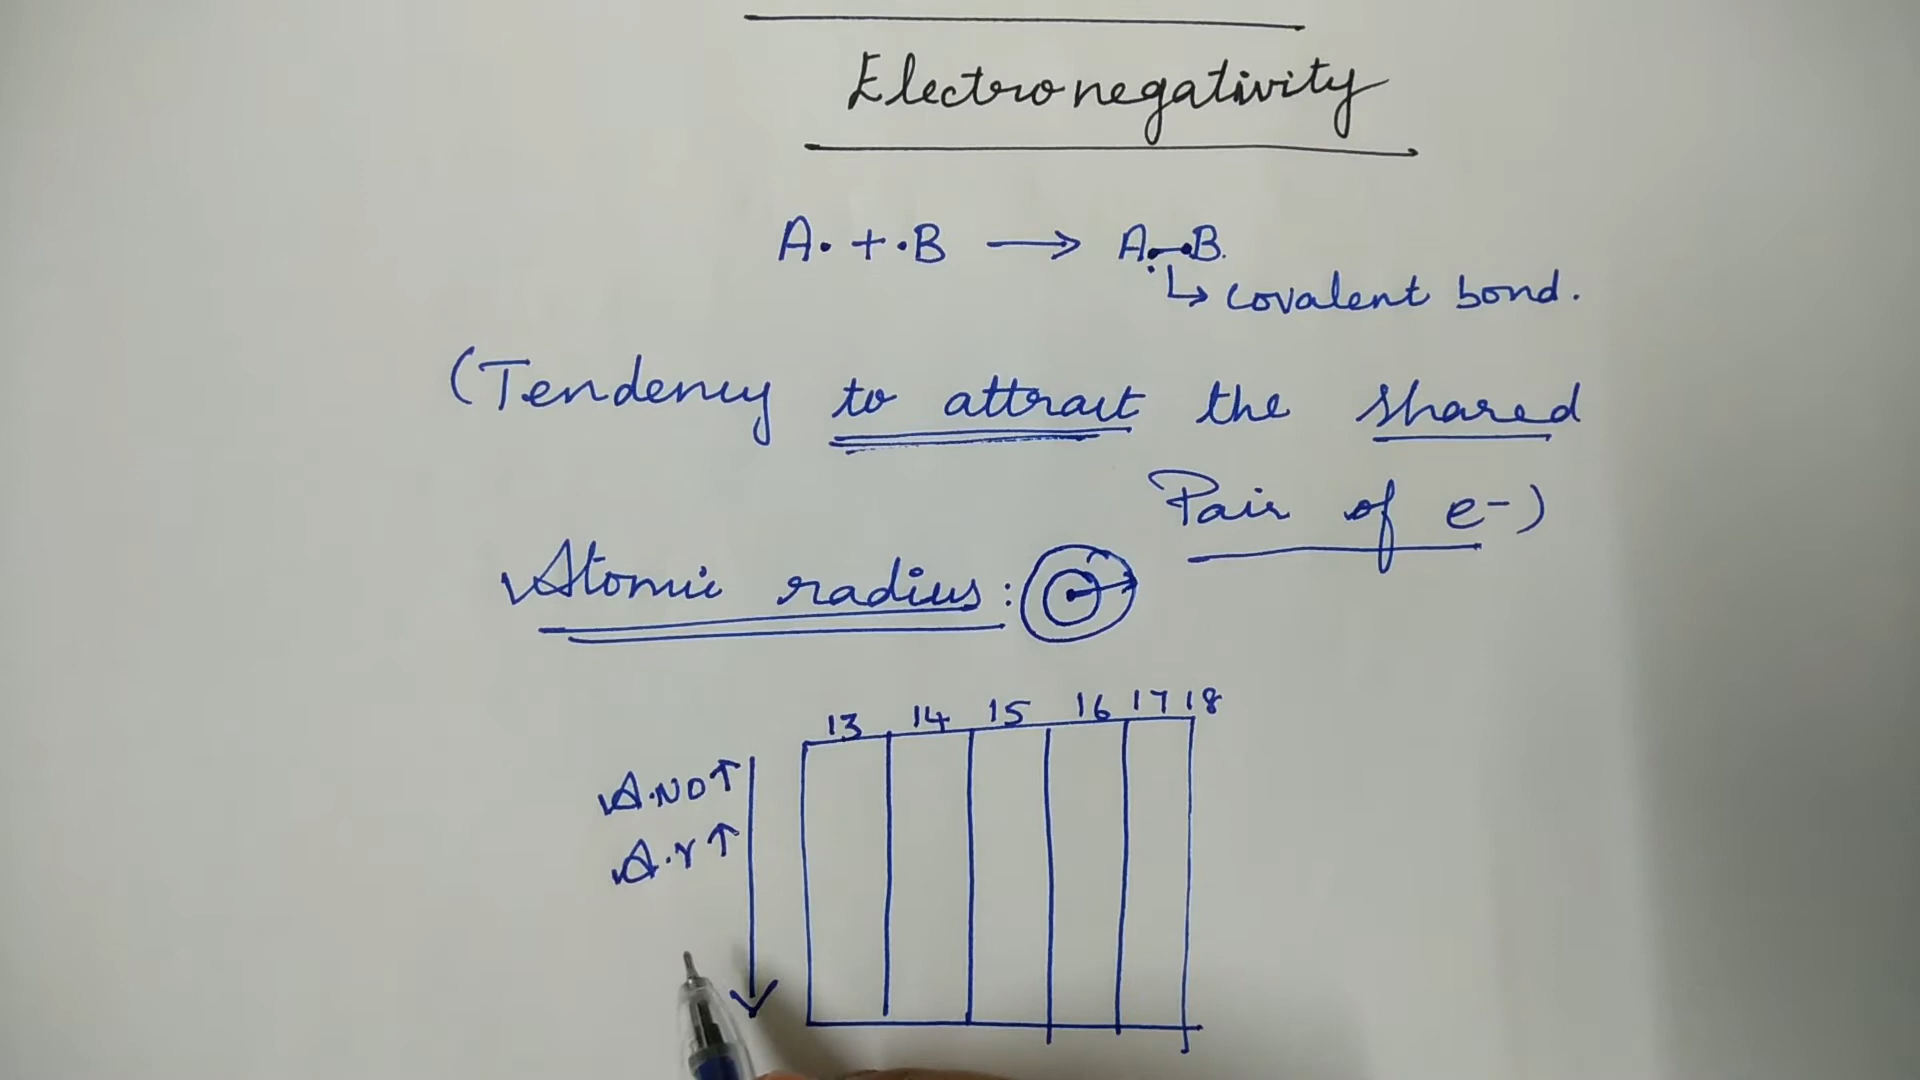 Electronegativity
A• + •B → A•–•B.
↳ covalent bond.
(Tendency to attract the shared
Pair of e-)
Atomic radius:
13 14 15 16 17 18
A.NO↑
A.r↑